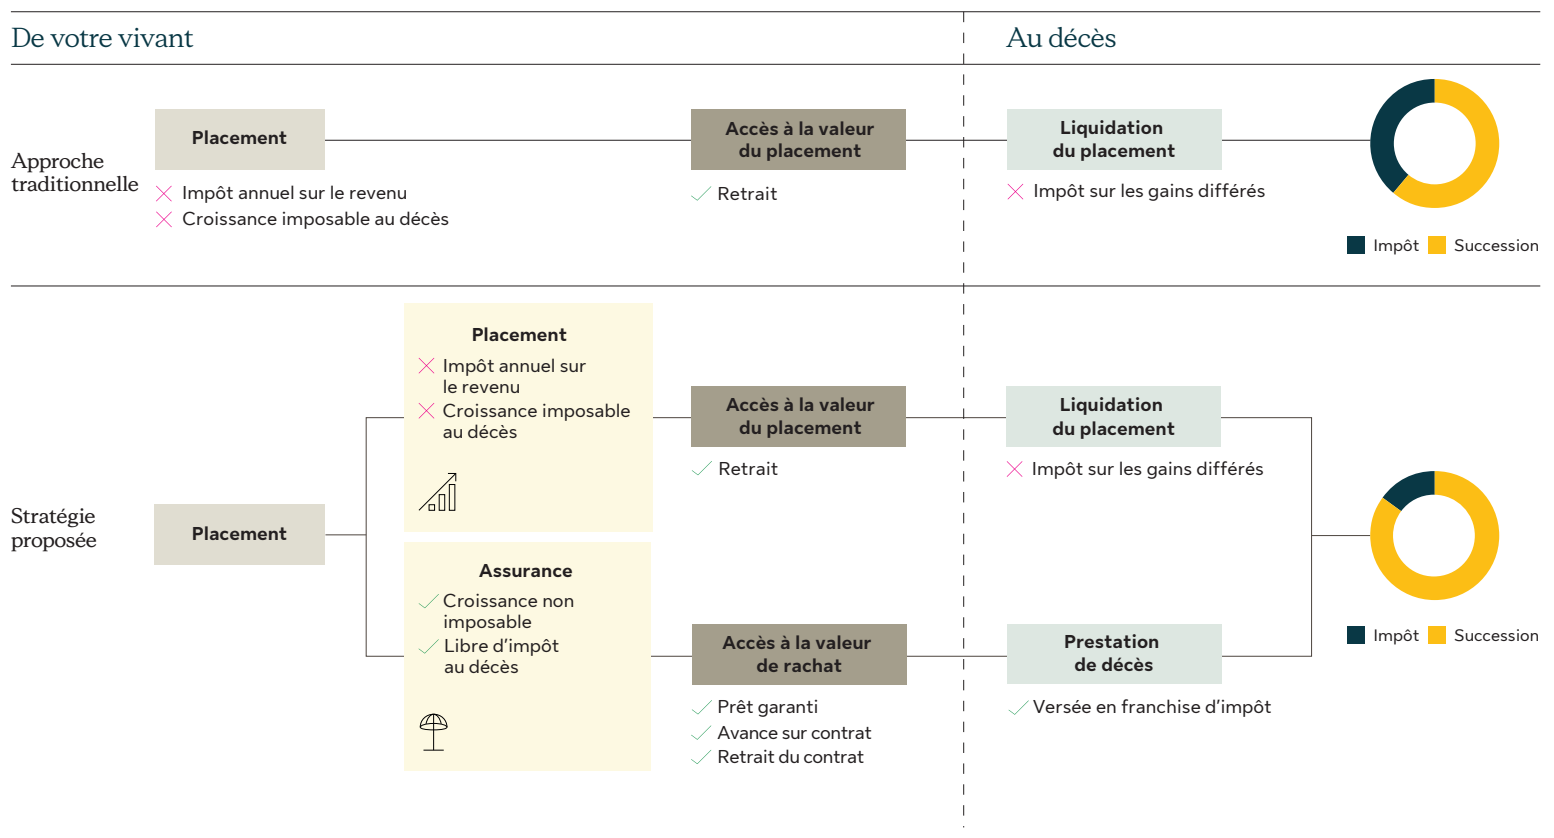 De votre vivant
Au décès
Approche
traditionnelle
Placement
Impôt annuel sur le revenu
Croissance imposable au décès
Accès à la valeur
du placement
Retrait
Liquidation
du placement
Impôt sur les gains différés
Impôt
Succession
Stratégie
proposée
Placement
Placement
Impôt annuel sur
le revenu
Croissance imposable
au décès
Accès à la valeur
du placement
Retrait
Liquidation
du placement
Impôt sur les gains différés
Assurance
Croissance non
imposable
Libre d’impôt
au décès
Accès à la valeur
de rachat
Prêt garanti
Avance sur contrat
Retrait du contrat
Prestation
de décès
Versée en franchise d’impôt
Impôt
Succession